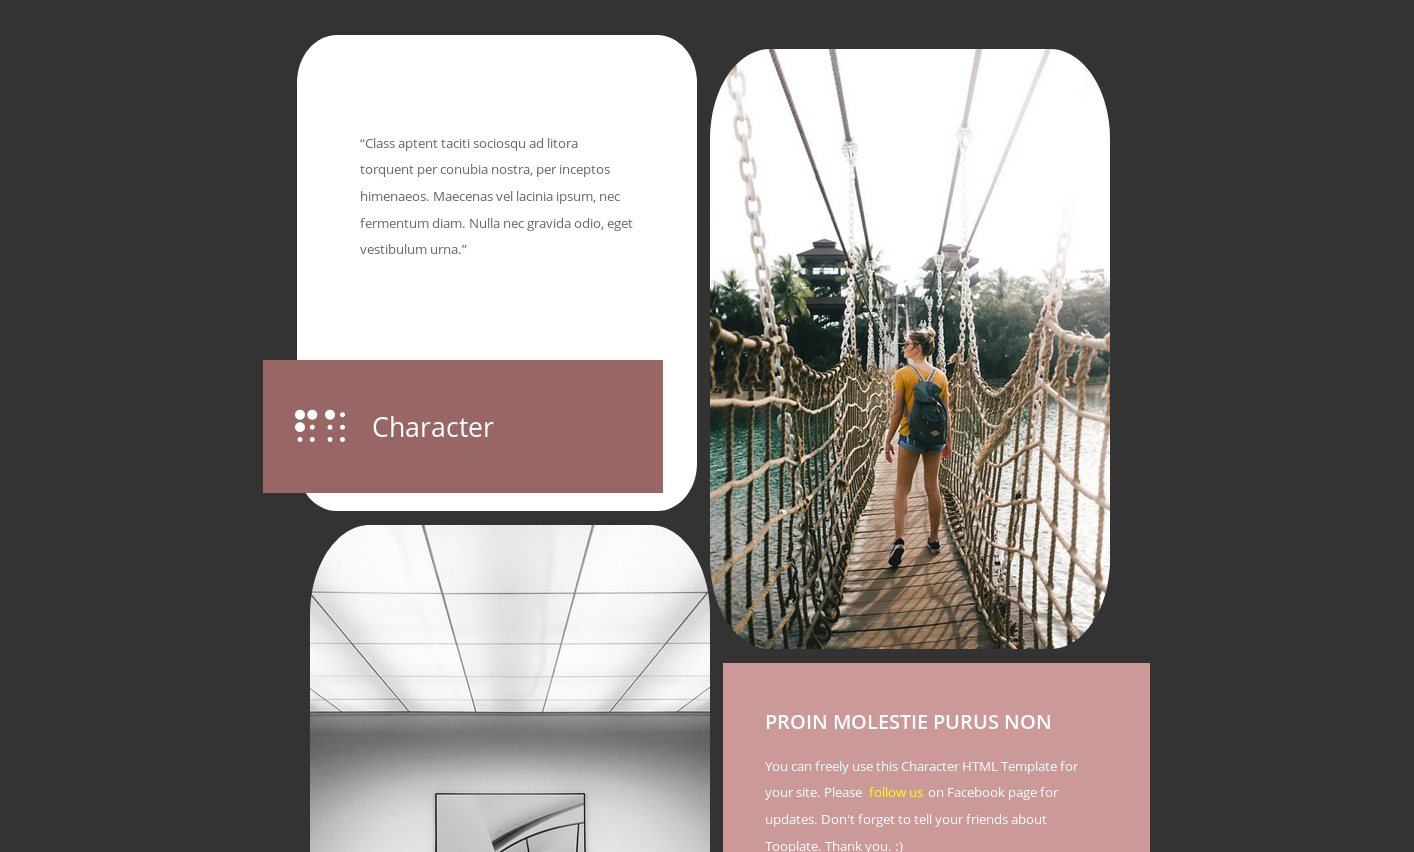 “Class aptent taciti sociosqu ad litora
torquent per conubia nostra, per inceptos
himenaeos. Maecenas vel lacinia ipsum, nec
fermentum diam. Nulla nec gravida odio, eget
vestibulum urna.”
Character
PROIN MOLESTIE PURUS NON
You can freely use this Character HTML Template for
your site. Please follow us on Facebook page for
updates. Don't forget to tell your friends about
Tooplate. Thank you. :)